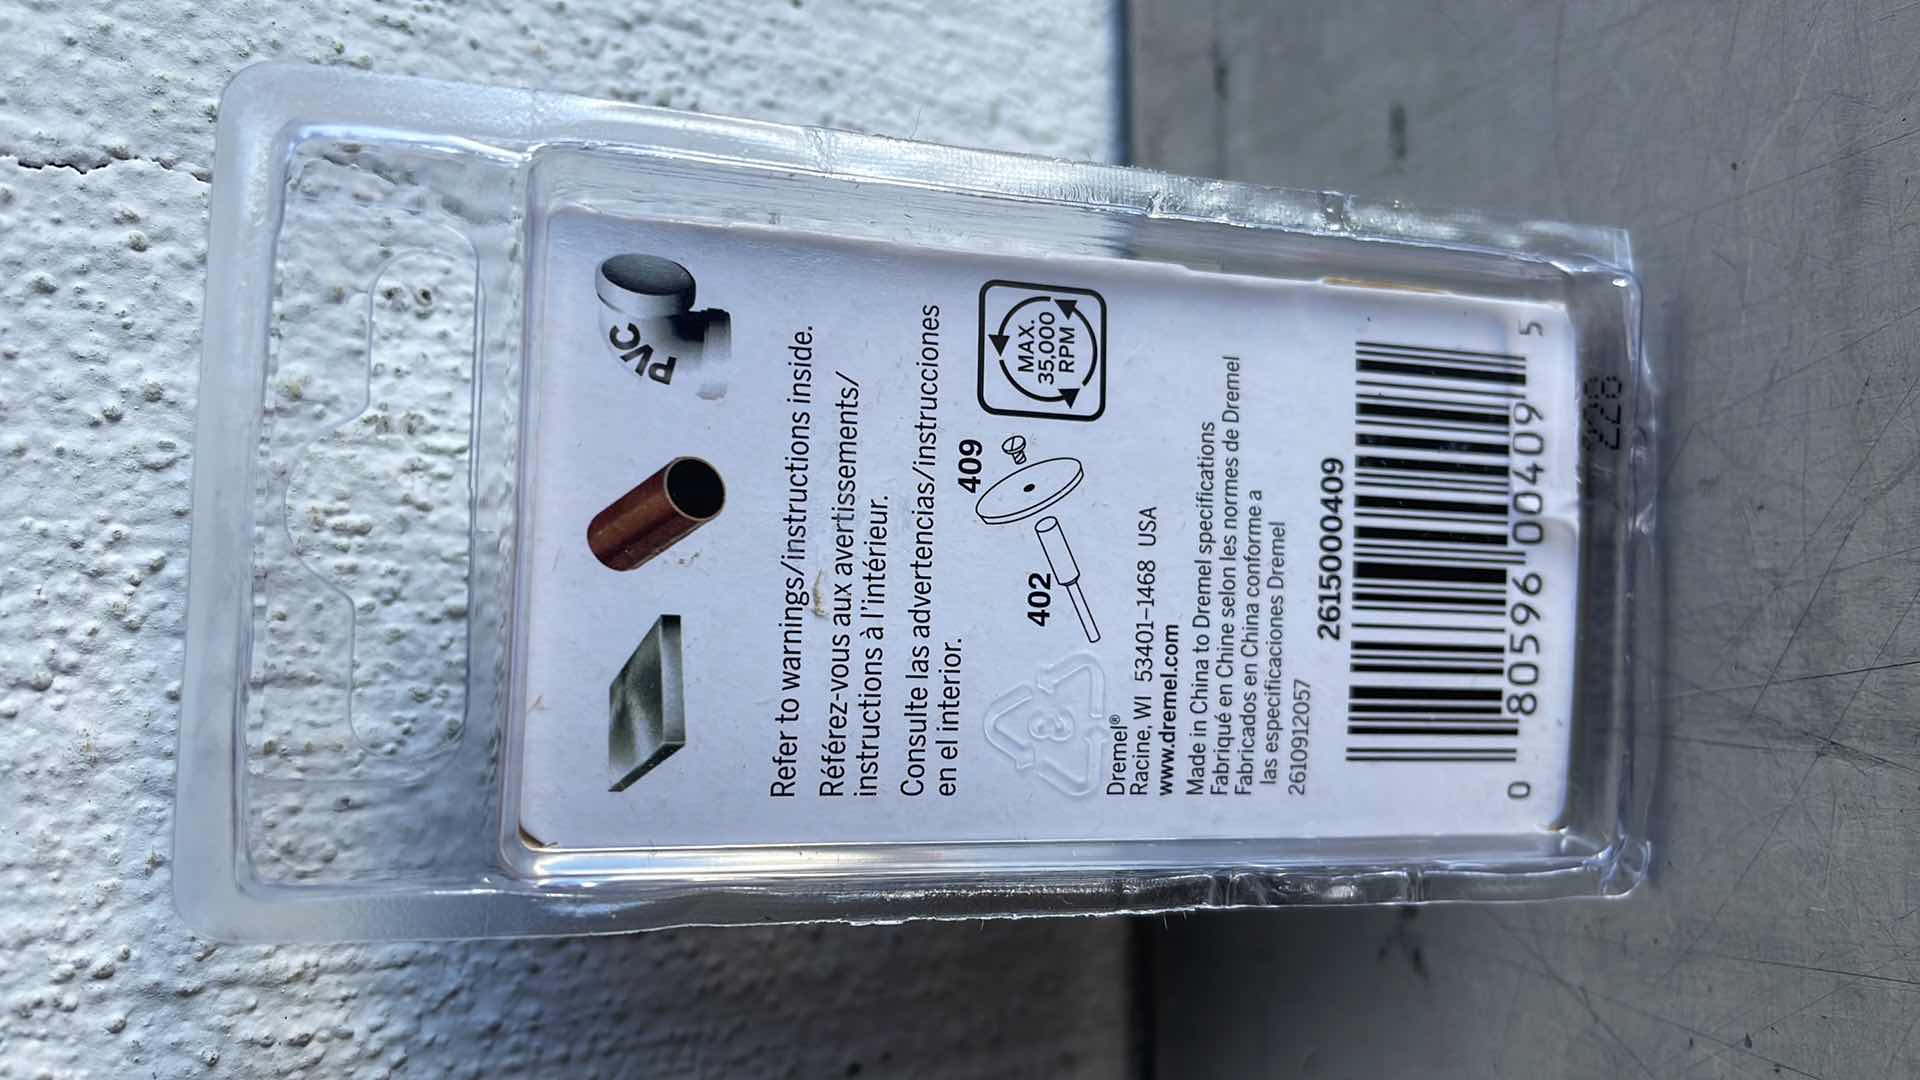 PVC
Refer to warnings/instructions inside.
Référez-vous aux avertissements/
instructions à l'intérieur.
Consulte las advertencias/instrucciones
en el interior.
402
409
MAX.
35,000
RPM
3
Dremel®
Racine, WI 53401-1468 USA
www.dremel.com
Made in China to Dremel specifications
Fabriqué en Chine selon les normes de Dremel
Fabricados en China conforme a
las especificaciones Dremel
2610912057
2615000409
0 80596 00409 5